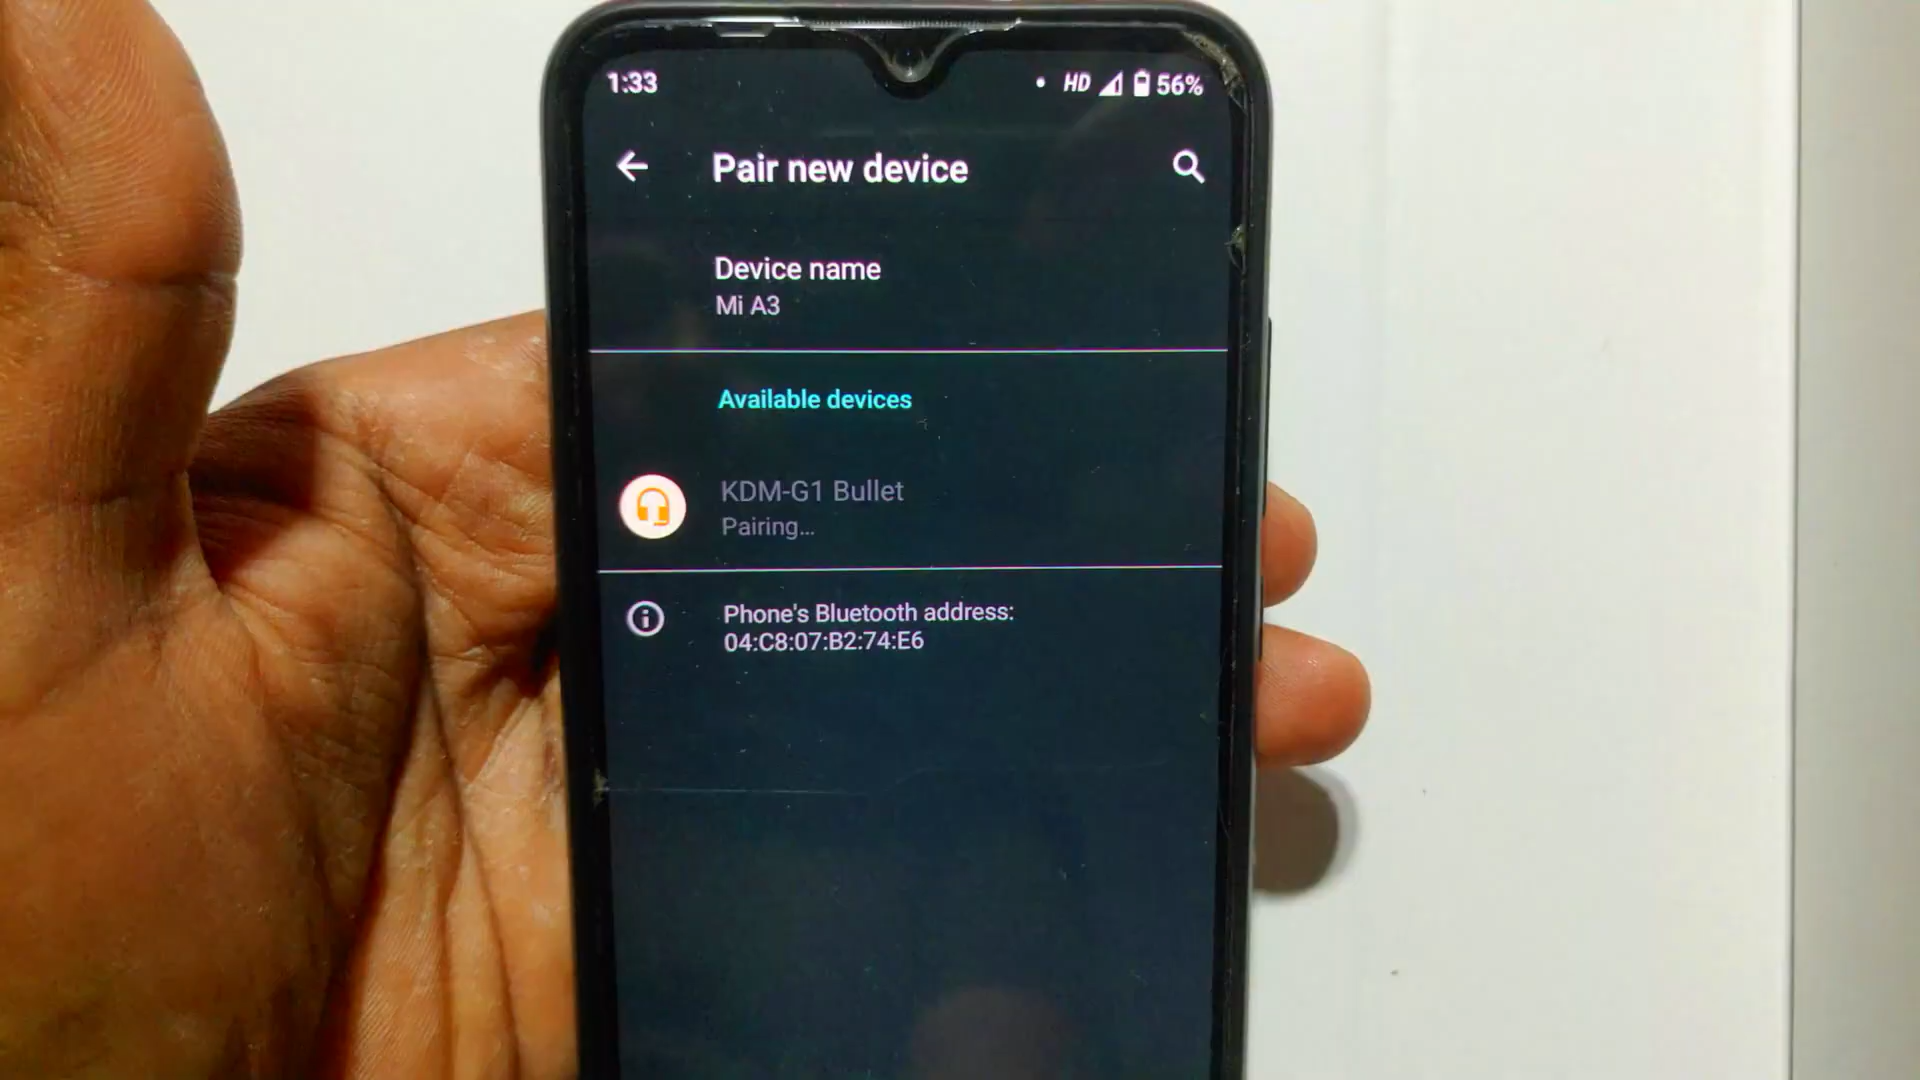 1:33
HD 56%
Pair new device
Device name
Mi A3
Available devices
KDM-G1 Bullet
Pairing...
Phone's Bluetooth address:
04:C8:07:B2:74:E6